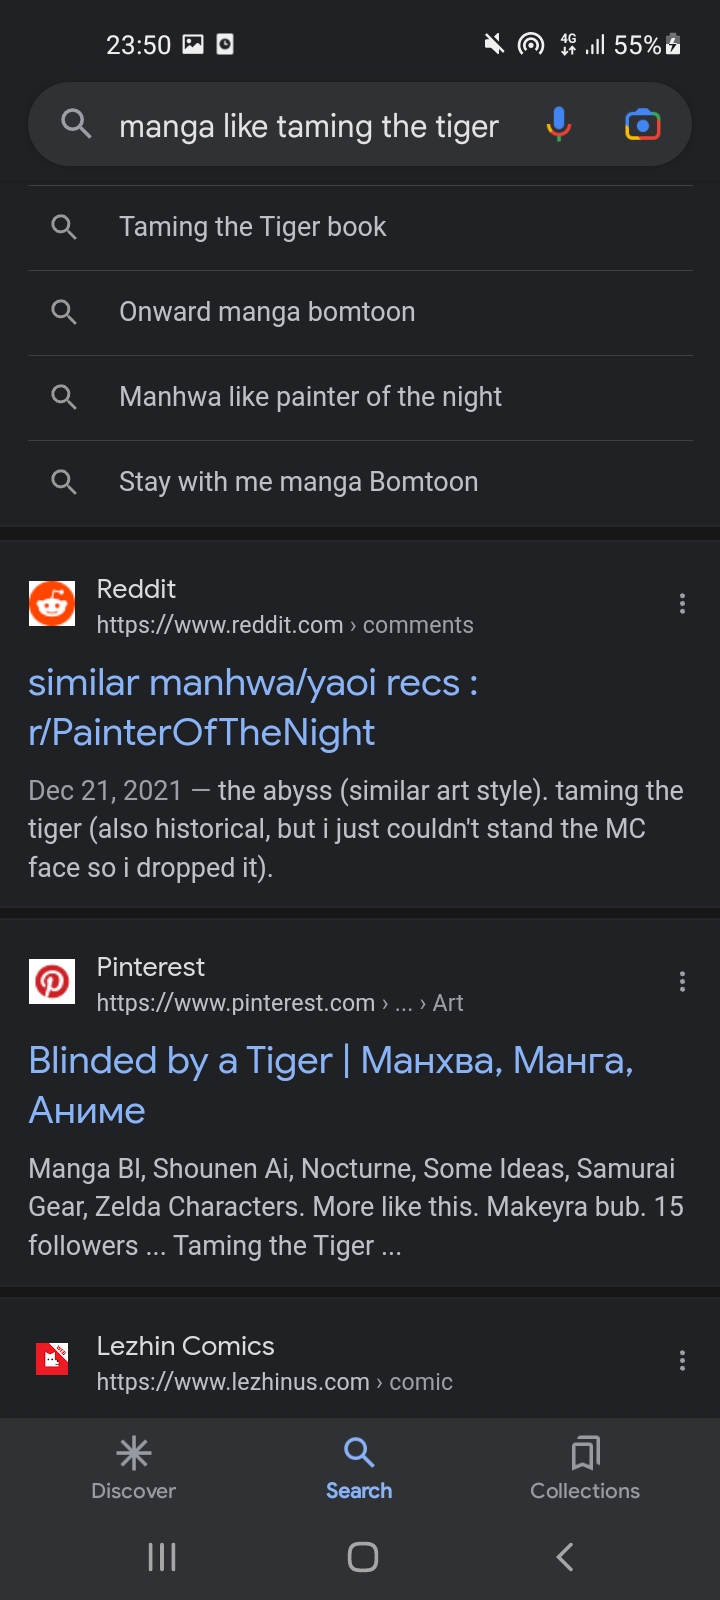 23:50 4G 55%
manga like taming the tiger
Taming the Tiger book
Onward manga bomtoon
Manhwa like painter of the night
Stay with me manga Bomtoon
Reddit
https://www.reddit.com › comments
similar manhwa/yaoi recs :
r/PainterOfTheNight
Dec 21, 2021 — the abyss (similar art style). taming the
tiger (also historical, but i just couldn't stand the MC
face so i dropped it).
Pinterest
https://www.pinterest.com › ... › Art
Blinded by a Tiger | Манхва, Манга,
Аниме
Manga Bl, Shounen Ai, Nocturne, Some Ideas, Samurai
Gear, Zelda Characters. More like this. Makeyra bub. 15
followers ... Taming the Tiger ...
Lezhin Comics
https://www.lezhinus.com › comic
Discover Search Collections